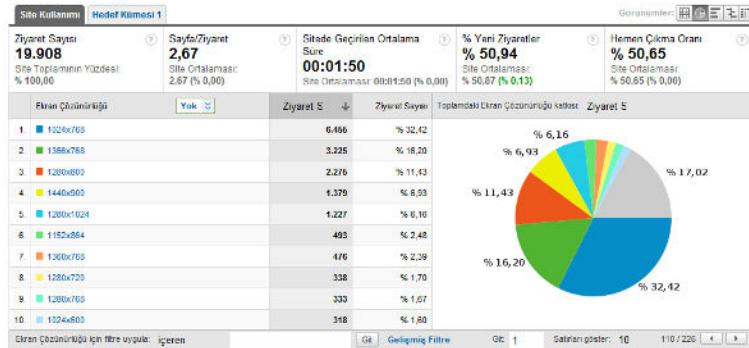 Site Kullanımı Hedef Kümesi 1 Görünümler:
Ziyaret Sayısı
19.908
Site Toplamının Yüzdesi:
% 100,00
Sayfa/Ziyaret
2,67
Site Ortalaması:
2,67 (% 0,00)
Sitede Geçirilen Ortalama
Süre
00:01:50
Site Ortalaması: 00:01:50 (% 0,00)
% Yeni Ziyaretler
% 50,94
Site Ortalaması:
% 50,87 (% 0,13)
Hemen Çıkma Oranı
% 50,65
Site Ortalaması:
% 50,65 (% 0,00)
Ekran Çözünürlüğü Yok Ziyaret S Ziyaret Sayısı Toplamdaki Ekran Çözünürlüğü katkısı: Ziyaret S
1. 1024x768 6.455 % 32,42
2. 1366x768 3.225 % 16,20
3. 1280x800 2.275 % 11,43
4. 1440x900 1.379 % 6,93
5. 1280x1024 1.227 % 6,16
6. 1152x864 493 % 2,48
7. 1360x768 476 % 2,39
8. 1280x720 338 % 1,70
9. 1280x768 333 % 1,67
10. 1024x600 318 % 1,60
% 6,16
% 6,93
% 17,02
% 11,43
% 16,20
% 32,42
Ekran Çözünürlüğü için filtre uygula: içeren Git Gelişmiş Filtre Git: 1 Satırları göster: 10